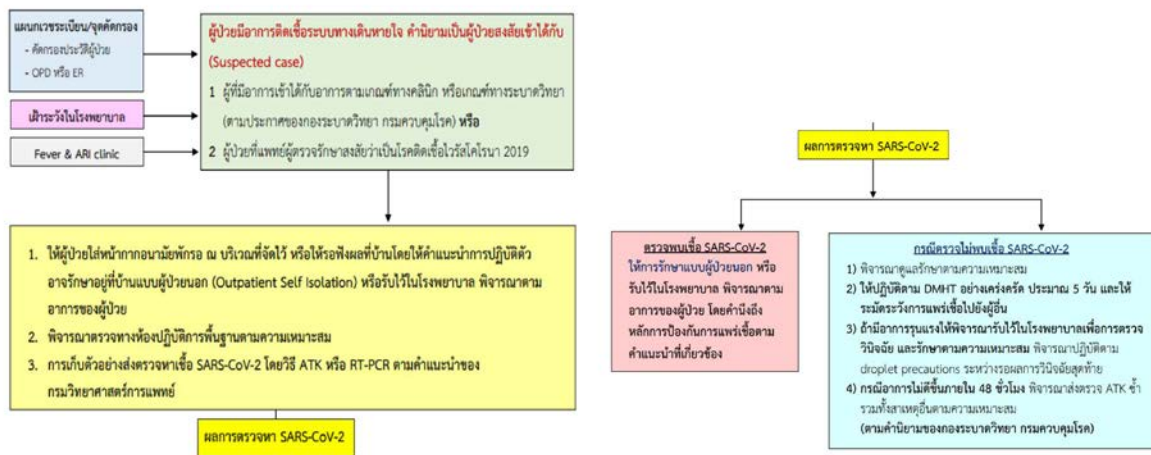 แผนกเวชระเบียน/จุดคัดกรอง
- คัดกรองประวัติผู้ป่วย
- OPD หรือ ER
เฝ้าระวังในโรงพยาบาล
Fever & ARI clinic
ผู้ป่วยมีอาการติดเชื้อระบบทางเดินหายใจ คำนิยามเป็นผู้ป่วยสงสัยเข้าได้กับ
(Suspected case)
1 ผู้ที่มีอาการเข้าได้กับอาการตามเกณฑ์ทางคลินิก หรือเกณฑ์ทางระบาดวิทยา
(ตามประกาศของกองระบาดวิทยา กรมควบคุมโรค) หรือ
2 ผู้ป่วยที่แพทย์ผู้ตรวจรักษาสงสัยว่าเป็นโรคติดเชื้อไวรัสโคโรนา 2019
1. ให้ผู้ป่วยใส่หน้ากากอนามัยพักรอ ณ บริเวณที่จัดไว้ หรือให้รอฟังผลที่บ้านโดยให้คำแนะนำการปฏิบัติตัว
อาจรักษาอยู่ที่บ้านแบบผู้ป่วยนอก (Outpatient Self Isolation) หรือรับไว้ในโรงพยาบาล พิจารณาตาม
อาการของผู้ป่วย
2. พิจารณาตรวจทางห้องปฏิบัติการพื้นฐานตามความเหมาะสม
3. การเก็บตัวอย่างส่งตรวจหาเชื้อ SARS-CoV-2 โดยวิธี ATK หรือ RT-PCR ตามคำแนะนำของ
กรมวิทยาศาสตร์การแพทย์
ผลการตรวจหา SARS-CoV-2
ผลการตรวจหา SARS-CoV-2
ตรวจพบเชื้อ SARS-CoV-2
ให้การรักษาแบบผู้ป่วยนอก หรือ
รับไว้ในโรงพยาบาล พิจารณาตาม
อาการของผู้ป่วย โดยคำนึงถึง
หลักการป้องกันการแพร่เชื้อตาม
คำแนะนำที่เกี่ยวข้อง
กรณีตรวจไม่พบเชื้อ SARS-CoV-2
1) พิจารณาดูแลรักษาตามความเหมาะสม
2) ให้ปฏิบัติตาม DMHT อย่างเคร่งครัด ประมาณ 5 วัน และให้
ระมัดระวังการแพร่เชื้อไปยังผู้อื่น
3) ถ้ามีอาการรุนแรงให้พิจารณารับไว้ในโรงพยาบาลเพื่อการตรวจ
วินิจฉัย และรักษาตามความเหมาะสม พิจารณาปฏิบัติตาม
droplet precautions ระหว่างรอผลการวินิจฉัยสุดท้าย
4) กรณีอาการไม่ดีขึ้นภายใน 48 ชั่วโมง พิจารณาส่งตรวจ ATK ซ้ำ
รวมทั้งสาเหตุอื่นตามความเหมาะสม
(ตามคำนิยามของกองระบาดวิทยา กรมควบคุมโรค)